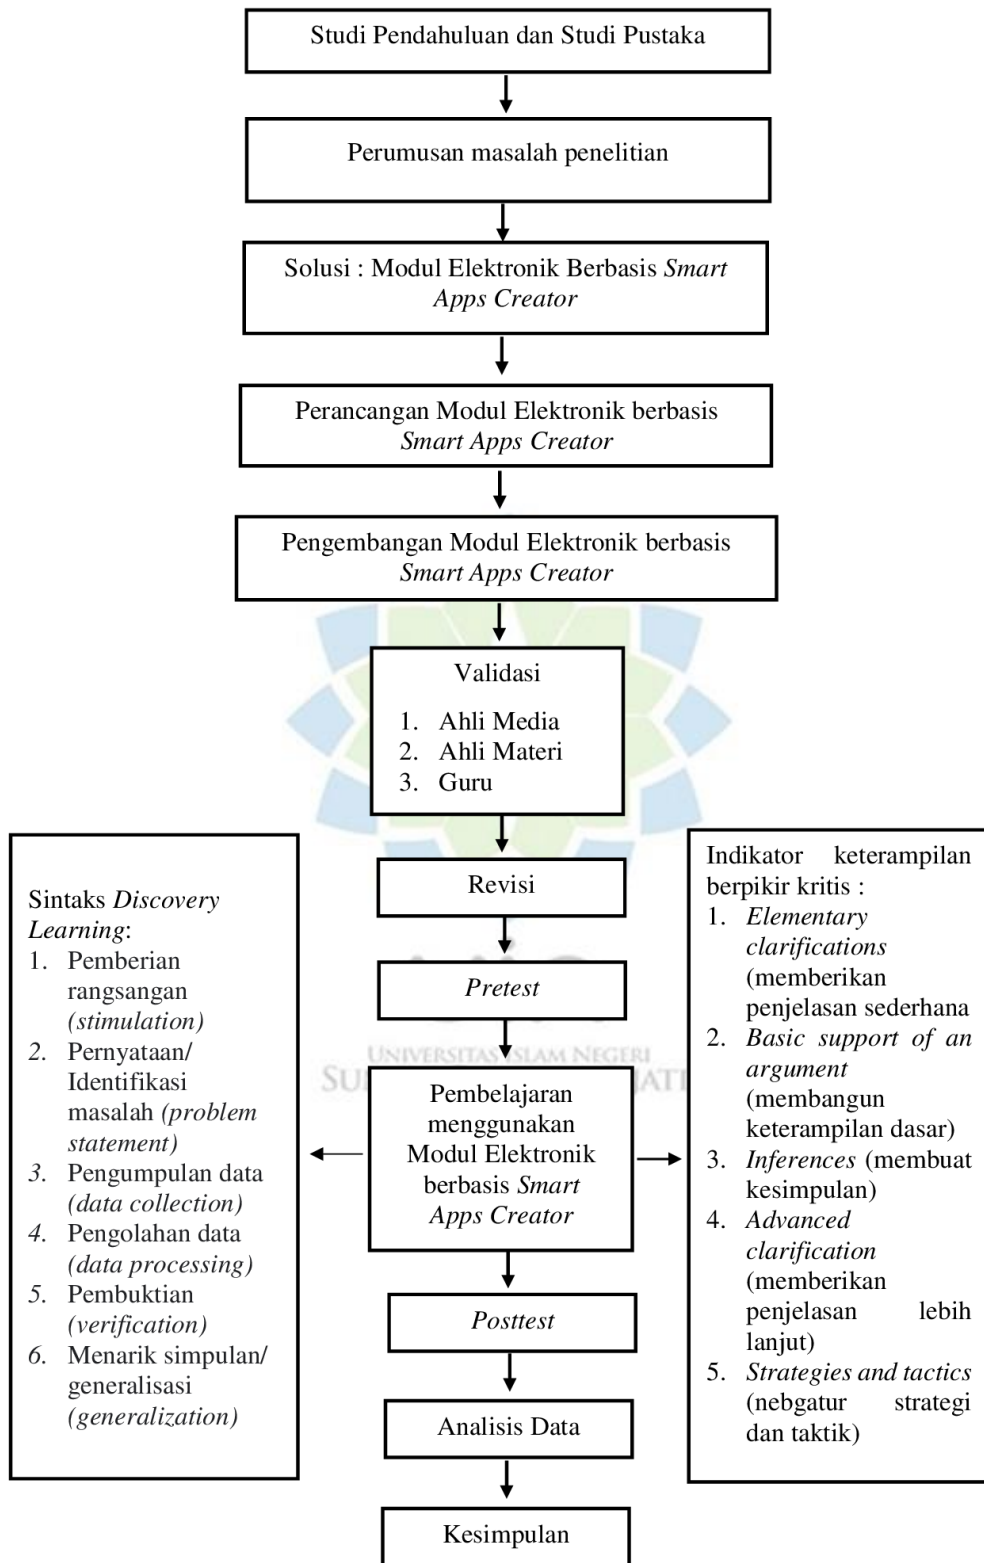 Studi Pendahuluan dan Studi Pustaka
Perumusan masalah penelitian
Solusi : Modul Elektronik Berbasis Smart
Apps Creator
Perancangan Modul Elektronik berbasis
Smart Apps Creator
Pengembangan Modul Elektronik berbasis
Smart Apps Creator
Validasi
1. Ahli Media
2. Ahli Materi
3. Guru
Revisi
Pretest
UNIVERSITAS ISLAM NEGERI
Pembelajaran
menggunakan
Modul Elektronik
berbasis Smart
Apps Creator
Sintaks Discovery
Learning:
1. Pemberian
rangsangan
(stimulation)
2. Pernyataan/
Identifikasi
masalah (problem
statement)
3. Pengumpulan data
(data collection)
4. Pengolahan data
(data processing)
5. Pembuktian
(verification)
6. Menarik simpulan/
generalisasi
(generalization)
Indikator keterampilan
berpikir kritis :
1. Elementary
clarifications
(memberikan
penjelasan sederhana
2. Basic support of an
argument
(membangun
keterampilan dasar)
3. Inferences (membuat
kesimpulan)
4. Advanced
clarification
(memberikan
penjelasan lebih
lanjut)
5. Strategies and tactics
(nebgatur strategi
dan taktik)
Posttest
Analisis Data
Kesimpulan